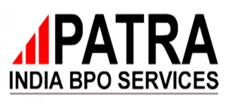 PATRA
INDIA BPO SERVICES